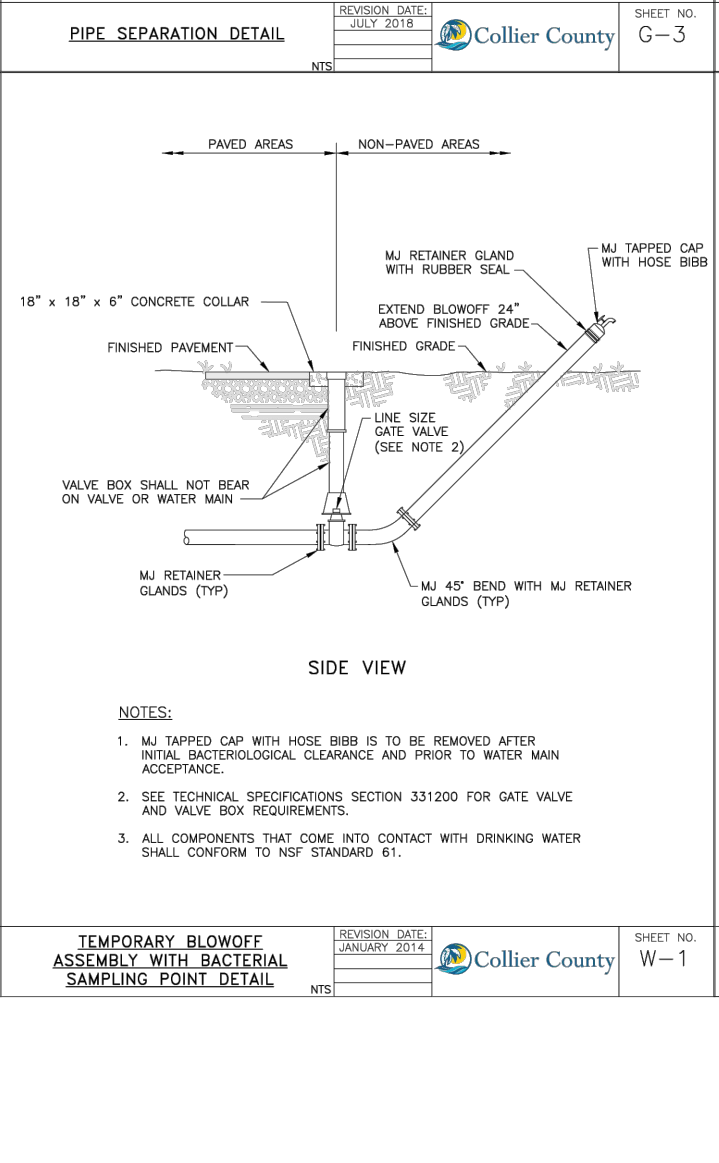 PIPE SEPARATION DETAIL
NTS
REVISION DATE:
JULY 2018
Collier County
SHEET NO.
G-3
PAVED AREAS
NON-PAVED AREAS
MJ RETAINER GLAND
WITH RUBBER SEAL
MJ TAPPED CAP
WITH HOSE BIBB
18" x 18" x 6" CONCRETE COLLAR
EXTEND BLOWOFF 24"
ABOVE FINISHED GRADE
FINISHED PAVEMENT
FINISHED GRADE
LINE SIZE
GATE VALVE
(SEE NOTE 2)
VALVE BOX SHALL NOT BEAR
ON VALVE OR WATER MAIN
MJ RETAINER
GLANDS (TYP)
MJ 45° BEND WITH MJ RETAINER
GLANDS (TYP)
SIDE VIEW
NOTES:
1. MJ TAPPED CAP WITH HOSE BIBB IS TO BE REMOVED AFTER
INITIAL BACTERIOLOGICAL CLEARANCE AND PRIOR TO WATER MAIN
ACCEPTANCE.
2. SEE TECHNICAL SPECIFICATIONS SECTION 331200 FOR GATE VALVE
AND VALVE BOX REQUIREMENTS.
3. ALL COMPONENTS THAT COME INTO CONTACT WITH DRINKING WATER
SHALL CONFORM TO NSF STANDARD 61.
TEMPORARY BLOWOFF
ASSEMBLY WITH BACTERIAL
SAMPLING POINT DETAIL
NTS
REVISION DATE:
JANUARY 2014
Collier County
SHEET NO.
W-1